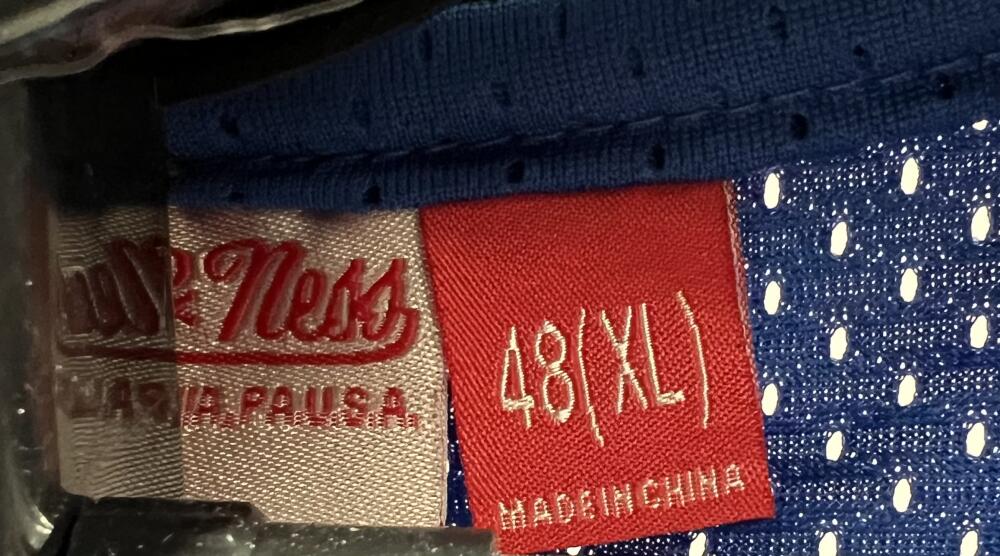 & Ness
PA. U.S.A.
48(XL)
MADE IN CHINA